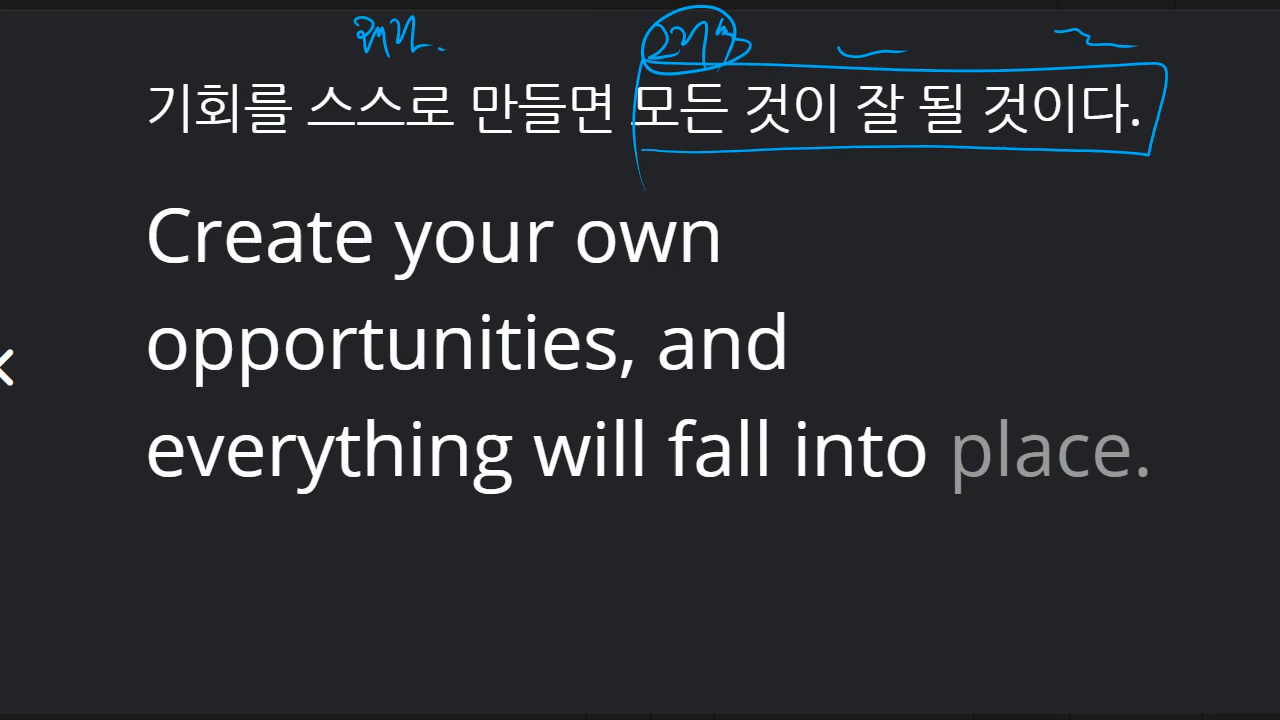 기회를 스스로 만들면 모든 것이 잘 될 것이다.
Create your own
opportunities, and
everything will fall into place.